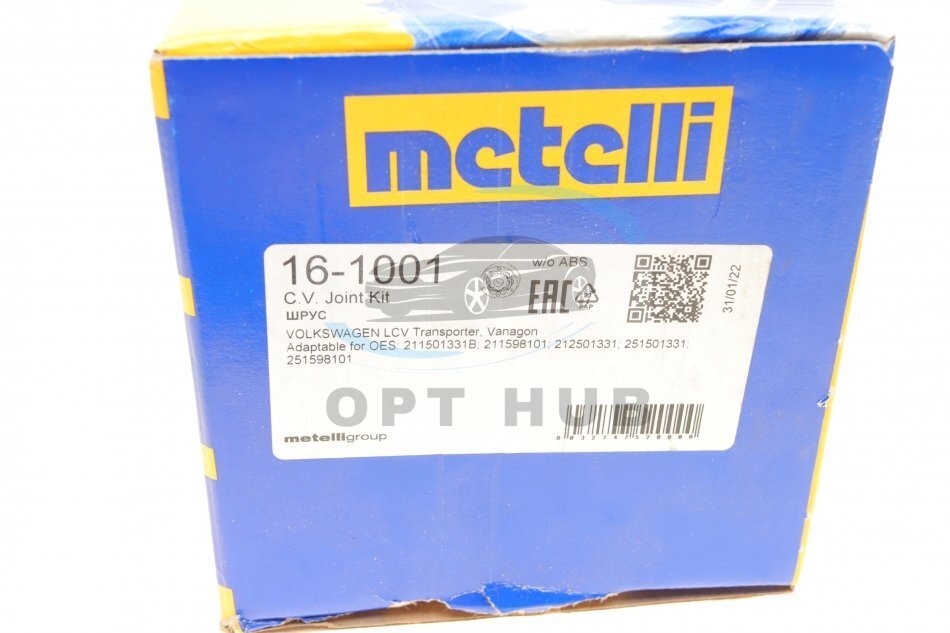 metelli
16-1001
w/o ABS
C.V. Joint Kit
ШРУС
EAC
PAP
31/01/22
VOLKSWAGEN LCV Transporter, Vanagon
Adaptable for OES: 211501331B; 211598101; 212501331; 251501331;
251598101
OPT HUB
metelligroup